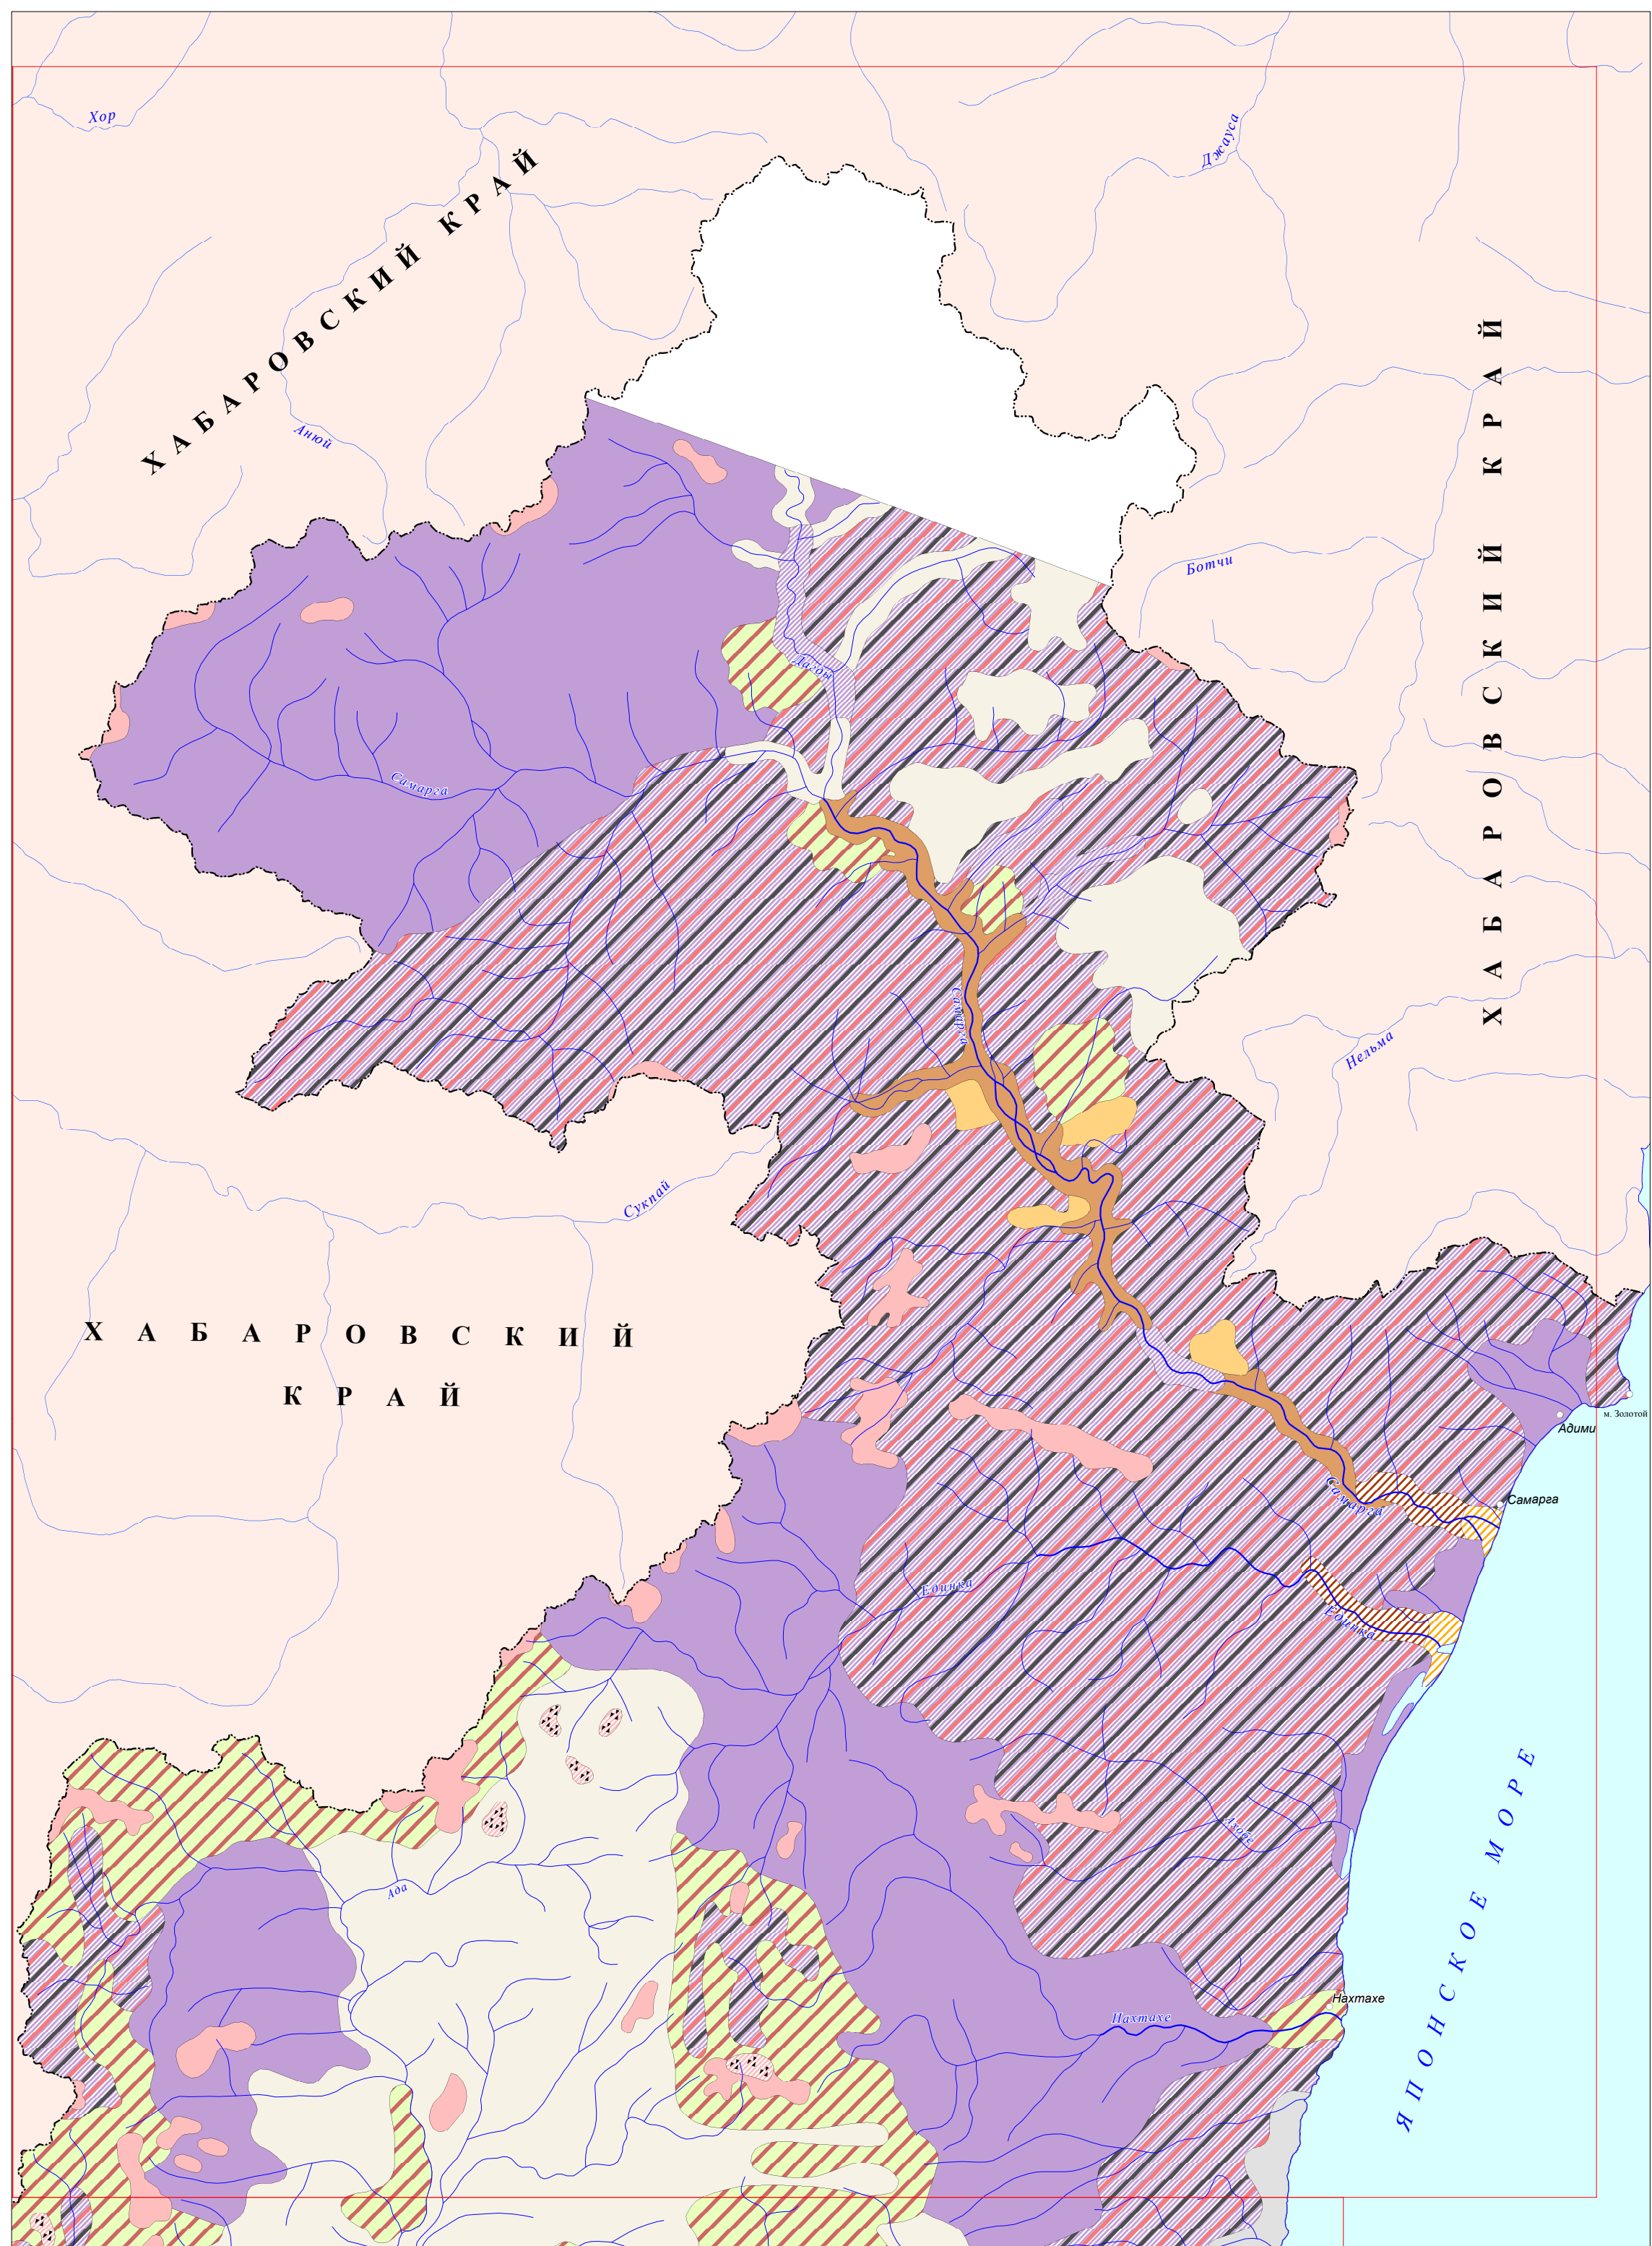 Хор
Джауса
ХАБАРОВСКИЙ КРАЙ
ХАБАРОВСКИЙ КРАЙ
Анюй
Ботчи
Дагды
Самарга
Самарга
Нельма
Сукпай
ХАБАРОВСКИЙ
КРАЙ
м. Золотой
Адими
Самарга
Самарга
Единка
Единка
ЯПОНСКОЕ МОРЕ
Ада
Нахтахе
Нахтахе